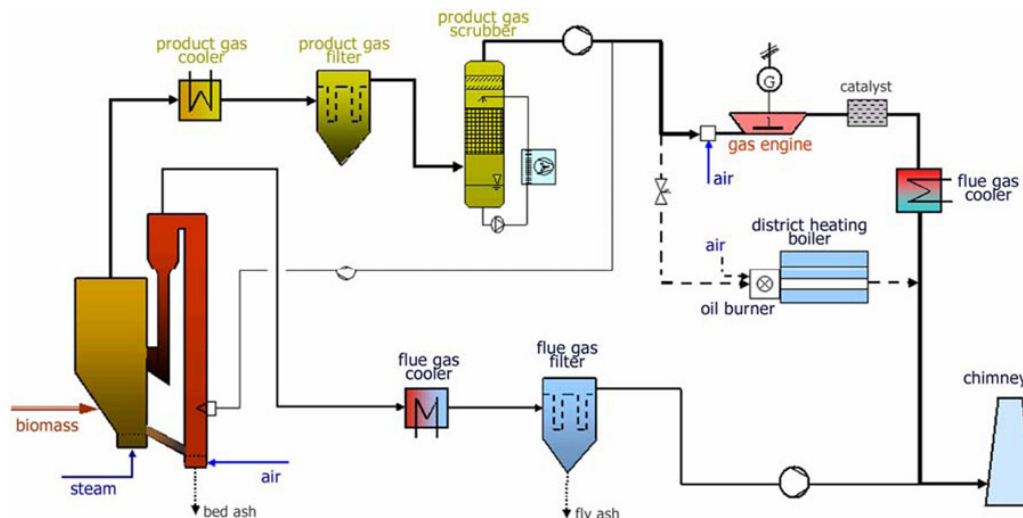 product gas
cooler
product gas
filter
product gas
scrubber
G
catalyst
gas engine
air
flue gas
cooler
district heating
boiler
air
oil burner
flue gas
cooler
flue gas
filter
chimney
biomass
steam
air
bed ash
fly ash